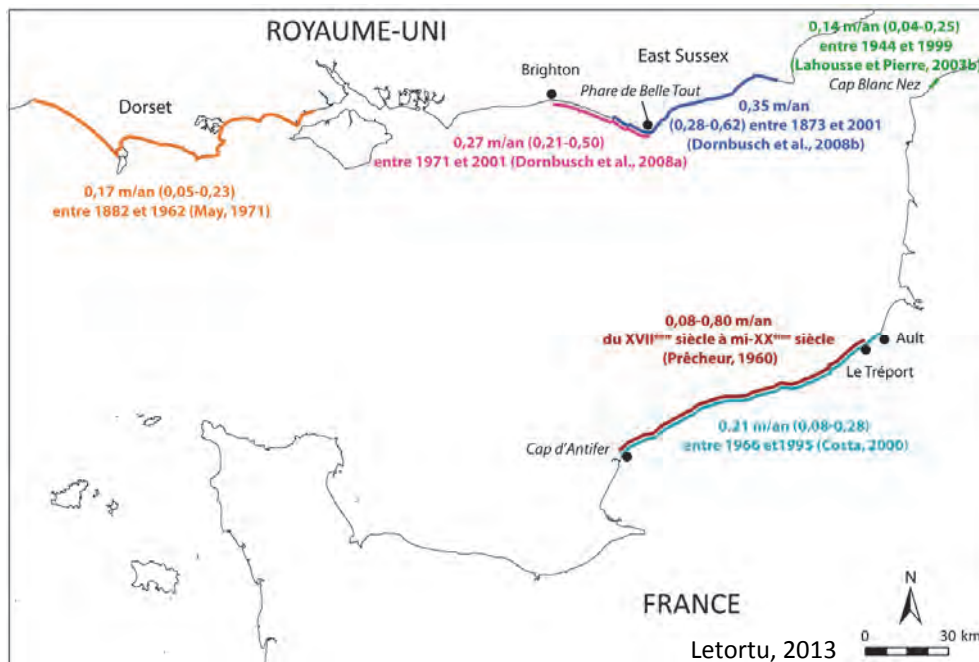 ROYAUME-UNI
0,14 m/an (0,04-0,25)
entre 1944 et 1999
(Lahousse et Pierre, 2003b)
Cap Blanc Nez
East Sussex
Brighton
Phare de Belle Tout
Dorset
0,35 m/an
(0,28-0,62) entre 1873 et 2001
(Dornbusch et al., 2008b)
0,27 m/an (0,21-0,50)
entre 1971 et 2001 (Dornbusch et al., 2008a)
0,17 m/an (0,05-0,23)
entre 1882 et 1962 (May, 1971)
0,08-0,80 m/an
du XVIIème siècle à mi-XXème siècle
(Prêcheur, 1960)
Ault
Le Tréport
0,21 m/an (0,08-0,28)
entre 1966 et1995 (Costa, 2000)
Cap d'Antifer
FRANCE
N
0 30 km
Letortu, 2013